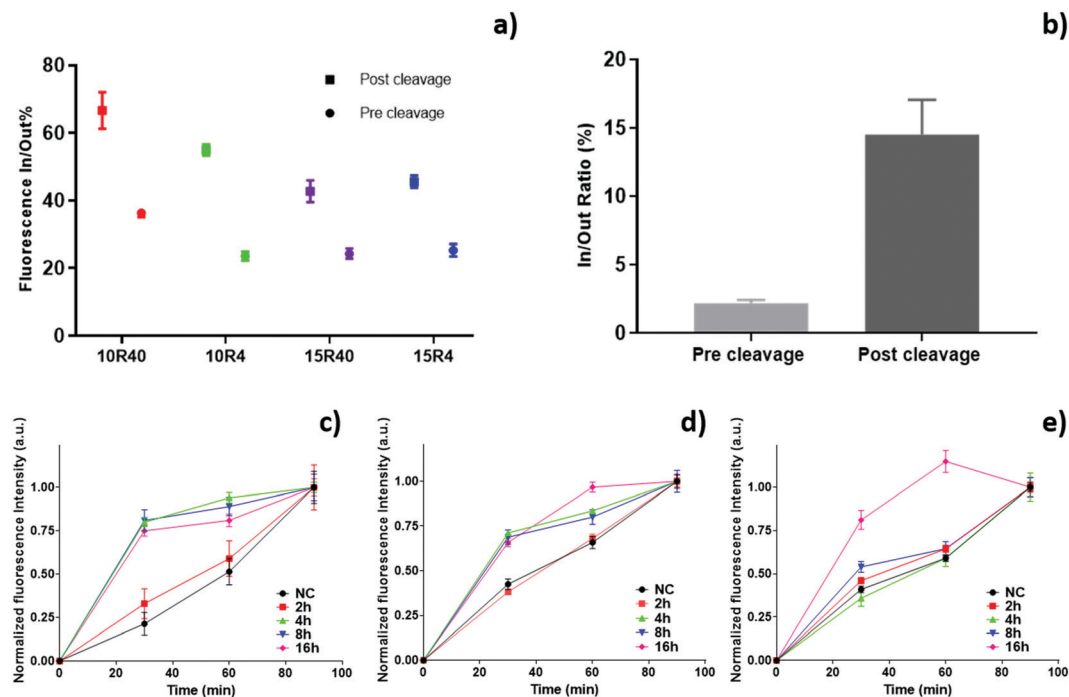 a)
Fluorescence In/Out%
80
60
40
20
0
Post cleavage
Pre cleavage
10R40 10R4 15R40 15R4
b)
In/Out Ratio (%)
20
15
10
5
0
Pre cleavage Post cleavage
c)
Normalized fluorescence Intensity (a.u.)
1.00
0.75
0.50
0.25
0.00
NC
2h
4h
8h
16h
0 20 40 60 80 100
Time (min)
d)
Normalized fluorescence Intensity (a.u.)
1.00
0.75
0.50
0.25
0.00
NC
2h
4h
8h
16h
0 20 40 60 80 100
Time (min)
e)
Normalized fluorescence Intensity (a.u.)
1.00
0.75
0.50
0.25
0.00
NC
2h
4h
8h
16h
0 20 40 60 80 100
Time (min)